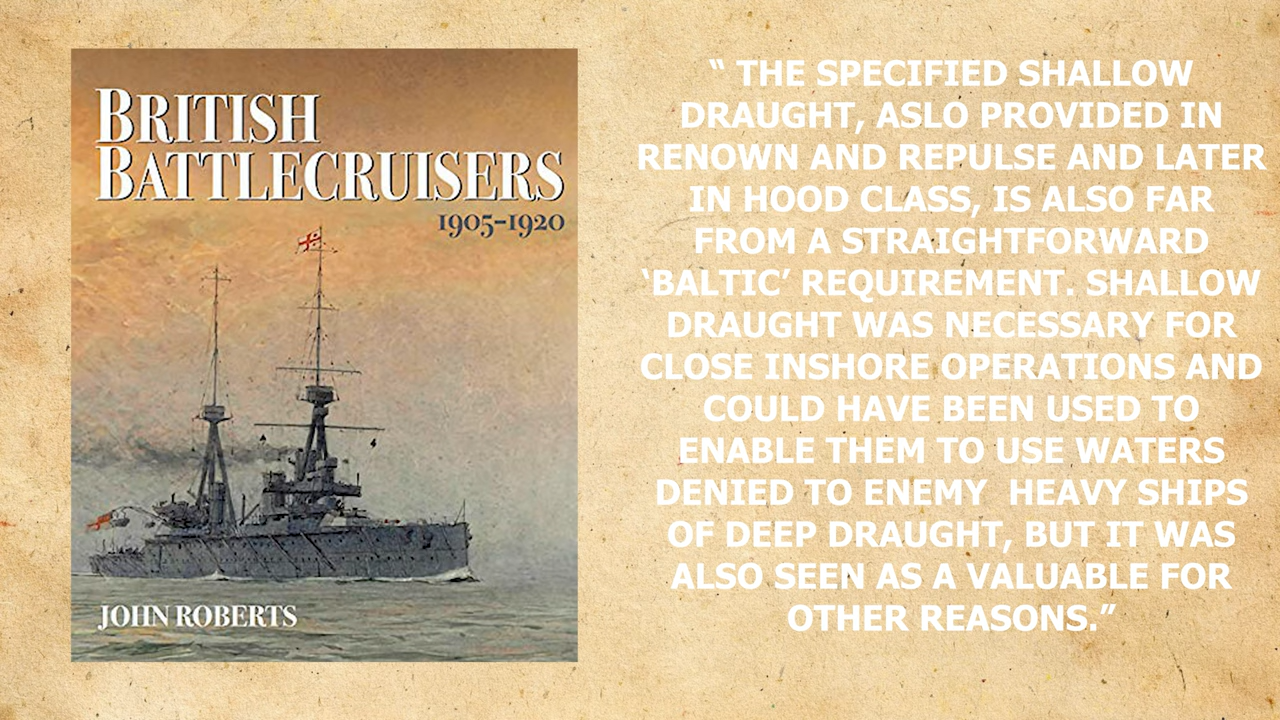 BRITISH
BATTLECRUISERS
1905-1920
JOHN ROBERTS
“ THE SPECIFIED SHALLOW
DRAUGHT, ASLO PROVIDED IN
RENOWN AND REPULSE AND LATER
IN HOOD CLASS, IS ALSO FAR
FROM A STRAIGHTFORWARD
‘BALTIC’ REQUIREMENT. SHALLOW
DRAUGHT WAS NECESSARY FOR
CLOSE INSHORE OPERATIONS AND
COULD HAVE BEEN USED TO
ENABLE THEM TO USE WATERS
DENIED TO ENEMY  HEAVY SHIPS
OF DEEP DRAUGHT, BUT IT WAS
ALSO SEEN AS A VALUABLE FOR
OTHER REASONS.”